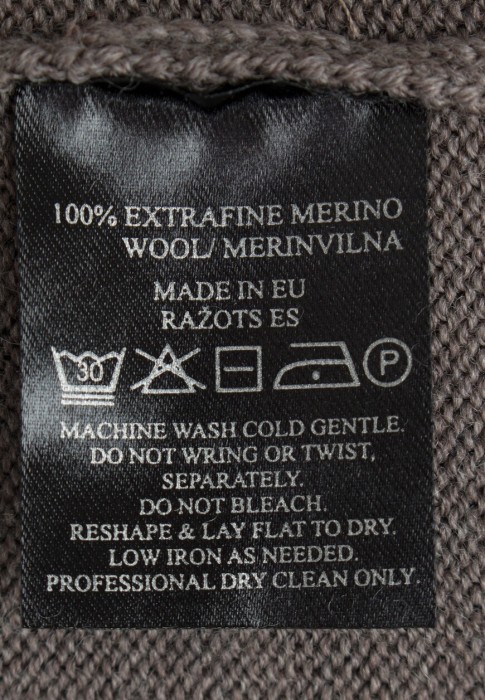 100% EXTRAFINE MERINO
WOOL/ MERINVILNA
MADE IN EU
RAŽOTS ES
30 P
MACHINE WASH COLD GENTLE.
DO NOT WRING OR TWIST,
SEPARATELY.
DO NOT BLEACH.
RESHAPE & LAY FLAT TO DRY.
LOW IRON AS NEEDED.
PROFESSIONAL DRY CLEAN ONLY.